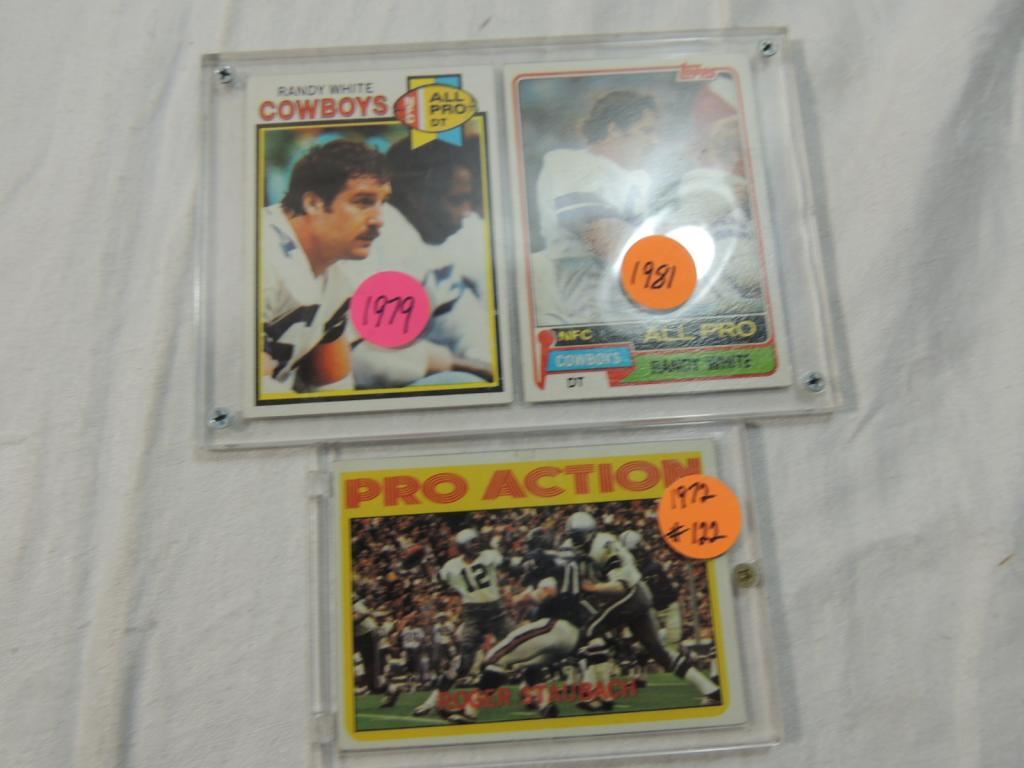 RANDY WHITE
COWBOYS
NFC
ALL
PRO
DT
1979
Topps
1981
NFC
ALL PRO
COWBOYS
RANDY WHITE
DT
PRO ACTION
1972
#122
12
ROGER STAUBACH